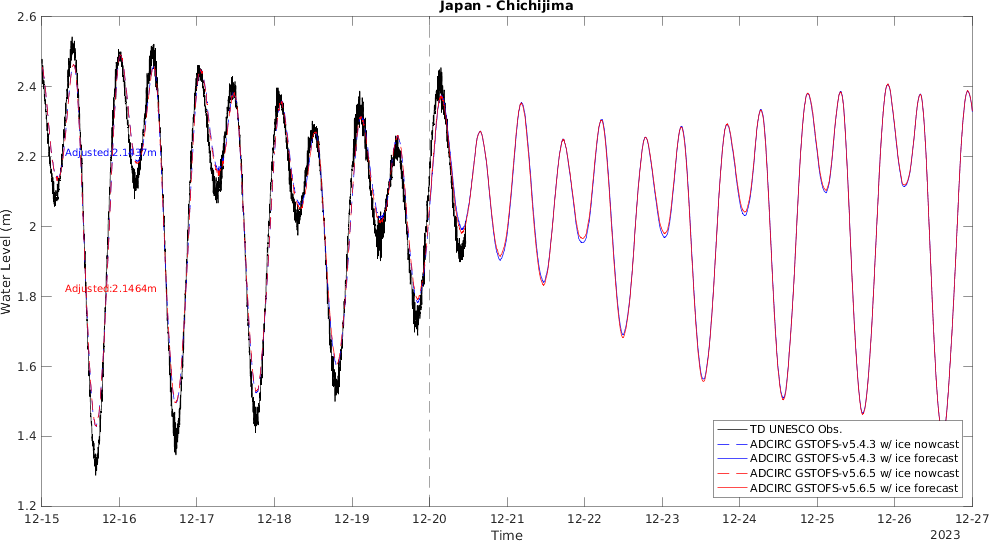 Japan - Chichijima
2.6
2.4
2.2
2
1.8
1.6
1.4
1.2
Water Level (m)
Adjusted:2.1437m
Adjusted:2.1464m
TD UNESCO Obs.
ADCIRC GSTOFS-v5.4.3 w/ ice nowcast
ADCIRC GSTOFS-v5.4.3 w/ ice forecast
ADCIRC GSTOFS-v5.6.5 w/ ice nowcast
ADCIRC GSTOFS-v5.6.5 w/ ice forecast
12-15 12-16 12-17 12-18 12-19 12-20 12-21 12-22 12-23 12-24 12-25 12-26 12-27
Time
2023